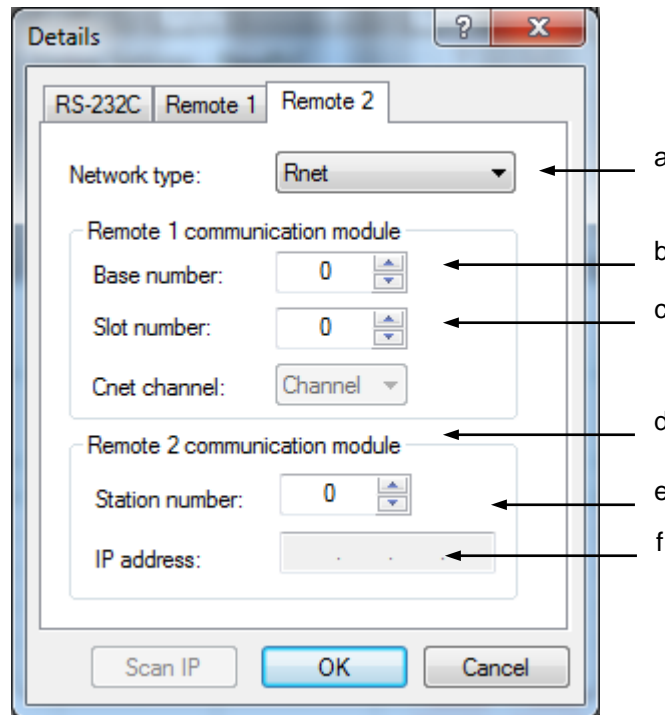 Details
RS-232C Remote 1 Remote 2
Network type: Rnet a
Remote 1 communication module
Base number: 0 b
Slot number: 0 c
Cnet channel: Channel
d
Remote 2 communication module
Station number: 0 e
IP address: . . . f
Scan IP OK Cancel